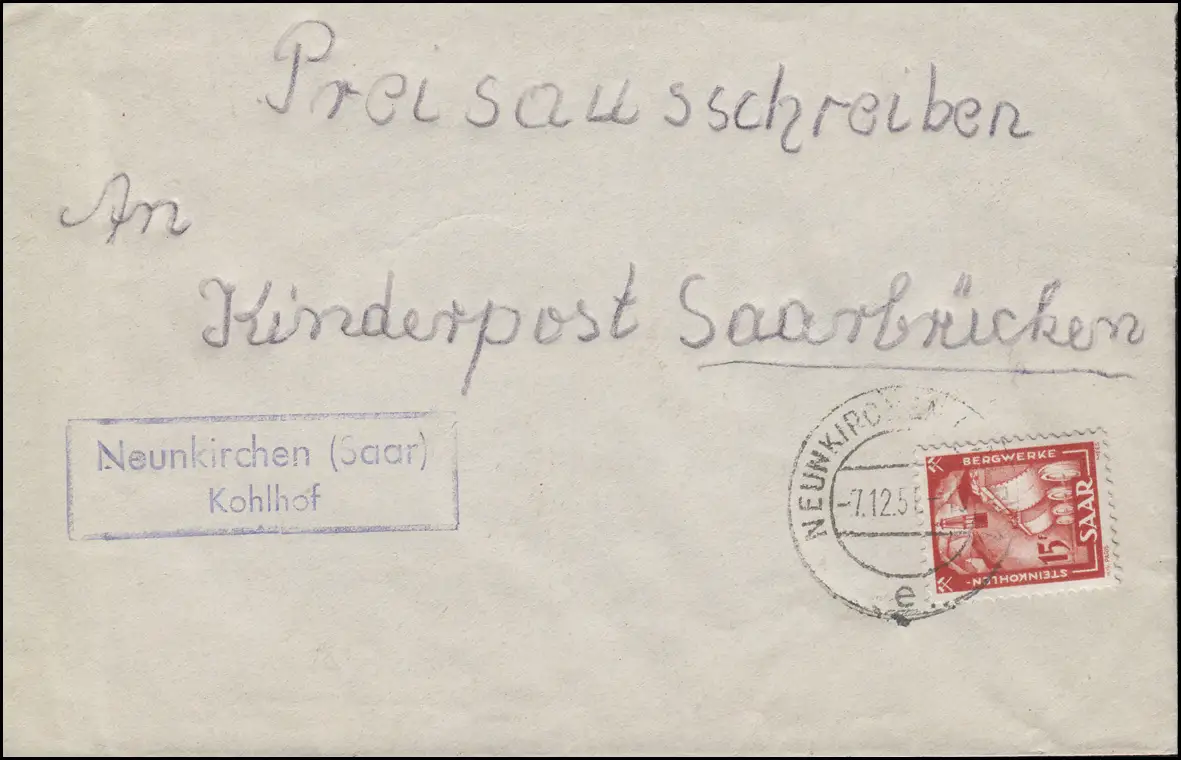 Preisausschreiben
An
Kinderpost Saarbrücken
Neunkirchen (Saar)
Kohlhof
NEUNKIRCHEN
-7.12.5
e
BERGWERKE
SAAR
15
STEINKOHLEN-